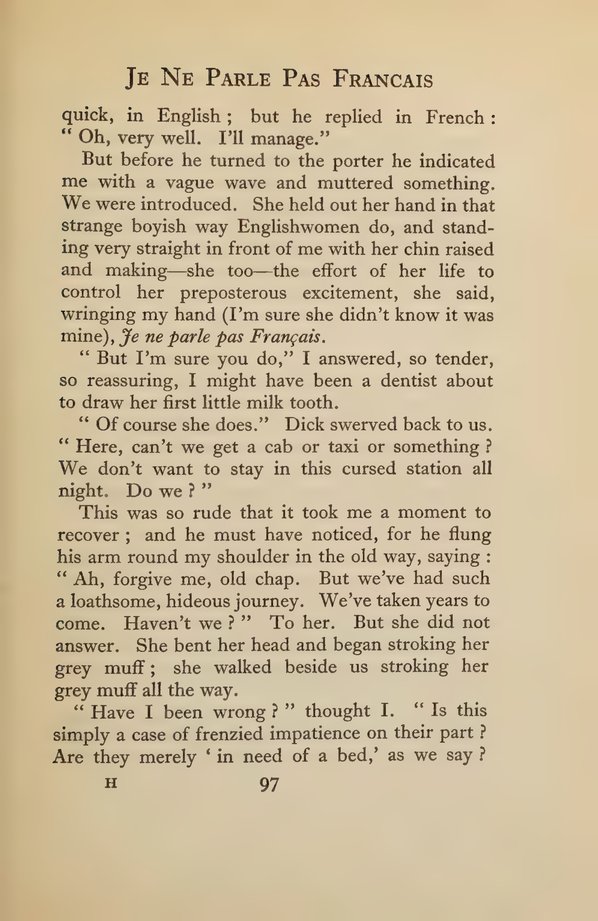 Je Ne Parle Pas Francais
quick, in English ; but he replied in French :
“ Oh, very well. I’ll manage.”
But before he turned to the porter he indicated
me with a vague wave and muttered something.
We were introduced. She held out her hand in that
strange boyish way Englishwomen do, and stand-
ing very straight in front of me with her chin raised
and making—she too—the effort of her life to
control her preposterous excitement, she said,
wringing my hand (I’m sure she didn’t know it was
mine), Je ne parle pas Français.
“ But I’m sure you do,” I answered, so tender,
so reassuring, I might have been a dentist about
to draw her first little milk tooth.
“ Of course she does.” Dick swerved back to us.
“ Here, can’t we get a cab or taxi or something ?
We don’t want to stay in this cursed station all
night. Do we ? ”
This was so rude that it took me a moment to
recover ; and he must have noticed, for he flung
his arm round my shoulder in the old way, saying :
“ Ah, forgive me, old chap. But we’ve had such
a loathsome, hideous journey. We’ve taken years to
come. Haven’t we ? ” To her. But she did not
answer. She bent her head and began stroking her
grey muff ; she walked beside us stroking her
grey muff all the way.
“ Have I been wrong ? ” thought I. “ Is this
simply a case of frenzied impatience on their part ?
Are they merely ‘ in need of a bed,’ as we say ?
H 97